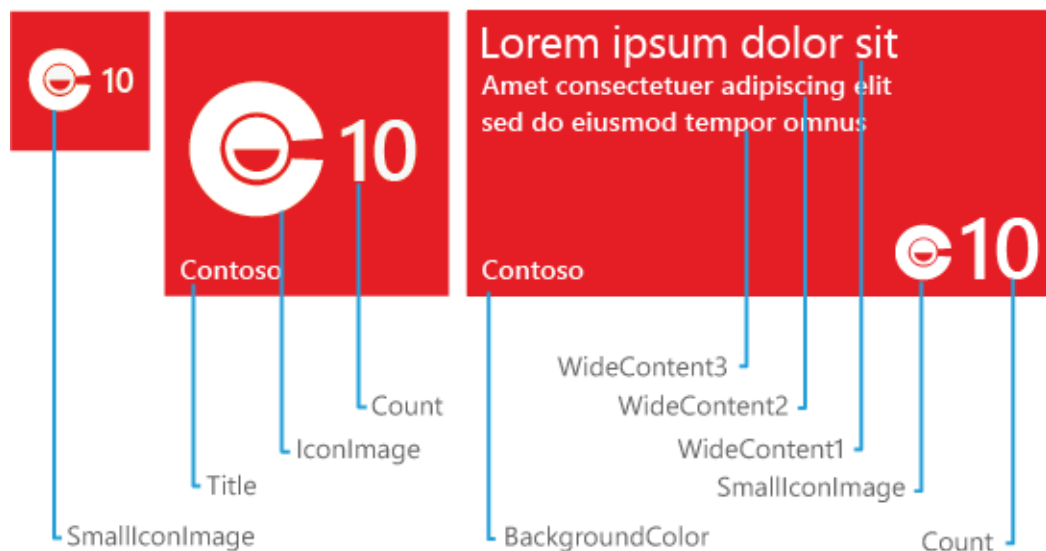 10
10
Contoso
Lorem ipsum dolor sit
Amet consectetuer adipiscing elit
sed do eiusmod tempor omnus
Contoso
10
WideContent3
Count
WideContent2
IconImage
WideContent1
Title
SmallIconImage
SmallIconImage
BackgroundColor
Count